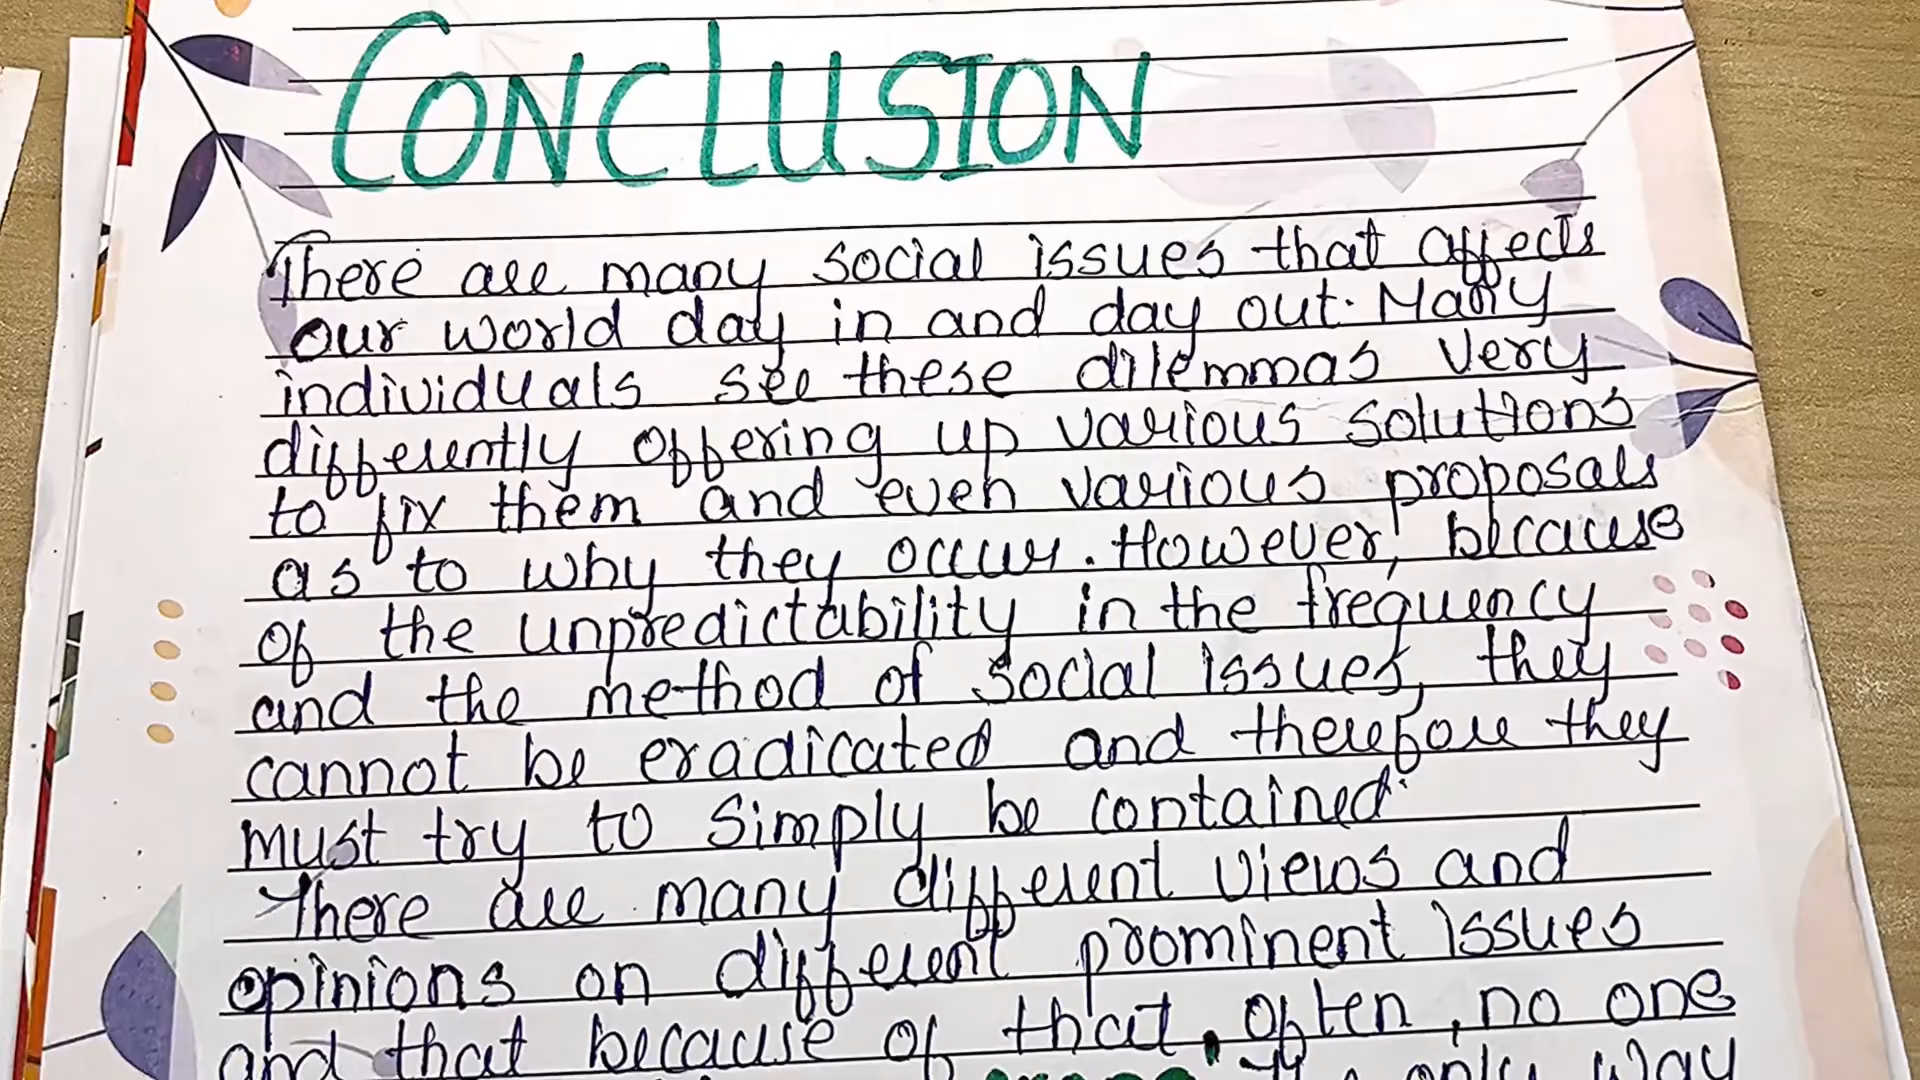 CONCLUSION
There are many social issues that affects
our world day in and day out. Many
individuals see these dilemmas very
differently offering up various solutions
to fix them and even various proposals
as to why they occur. However, because
of the unpredictability in the frequency
and the method of social issues, they
cannot be eradicated and therefore they
must try to simply be contained.
There are many different views and
opinions on different prominent issues
and that because of that, often, no one
only way